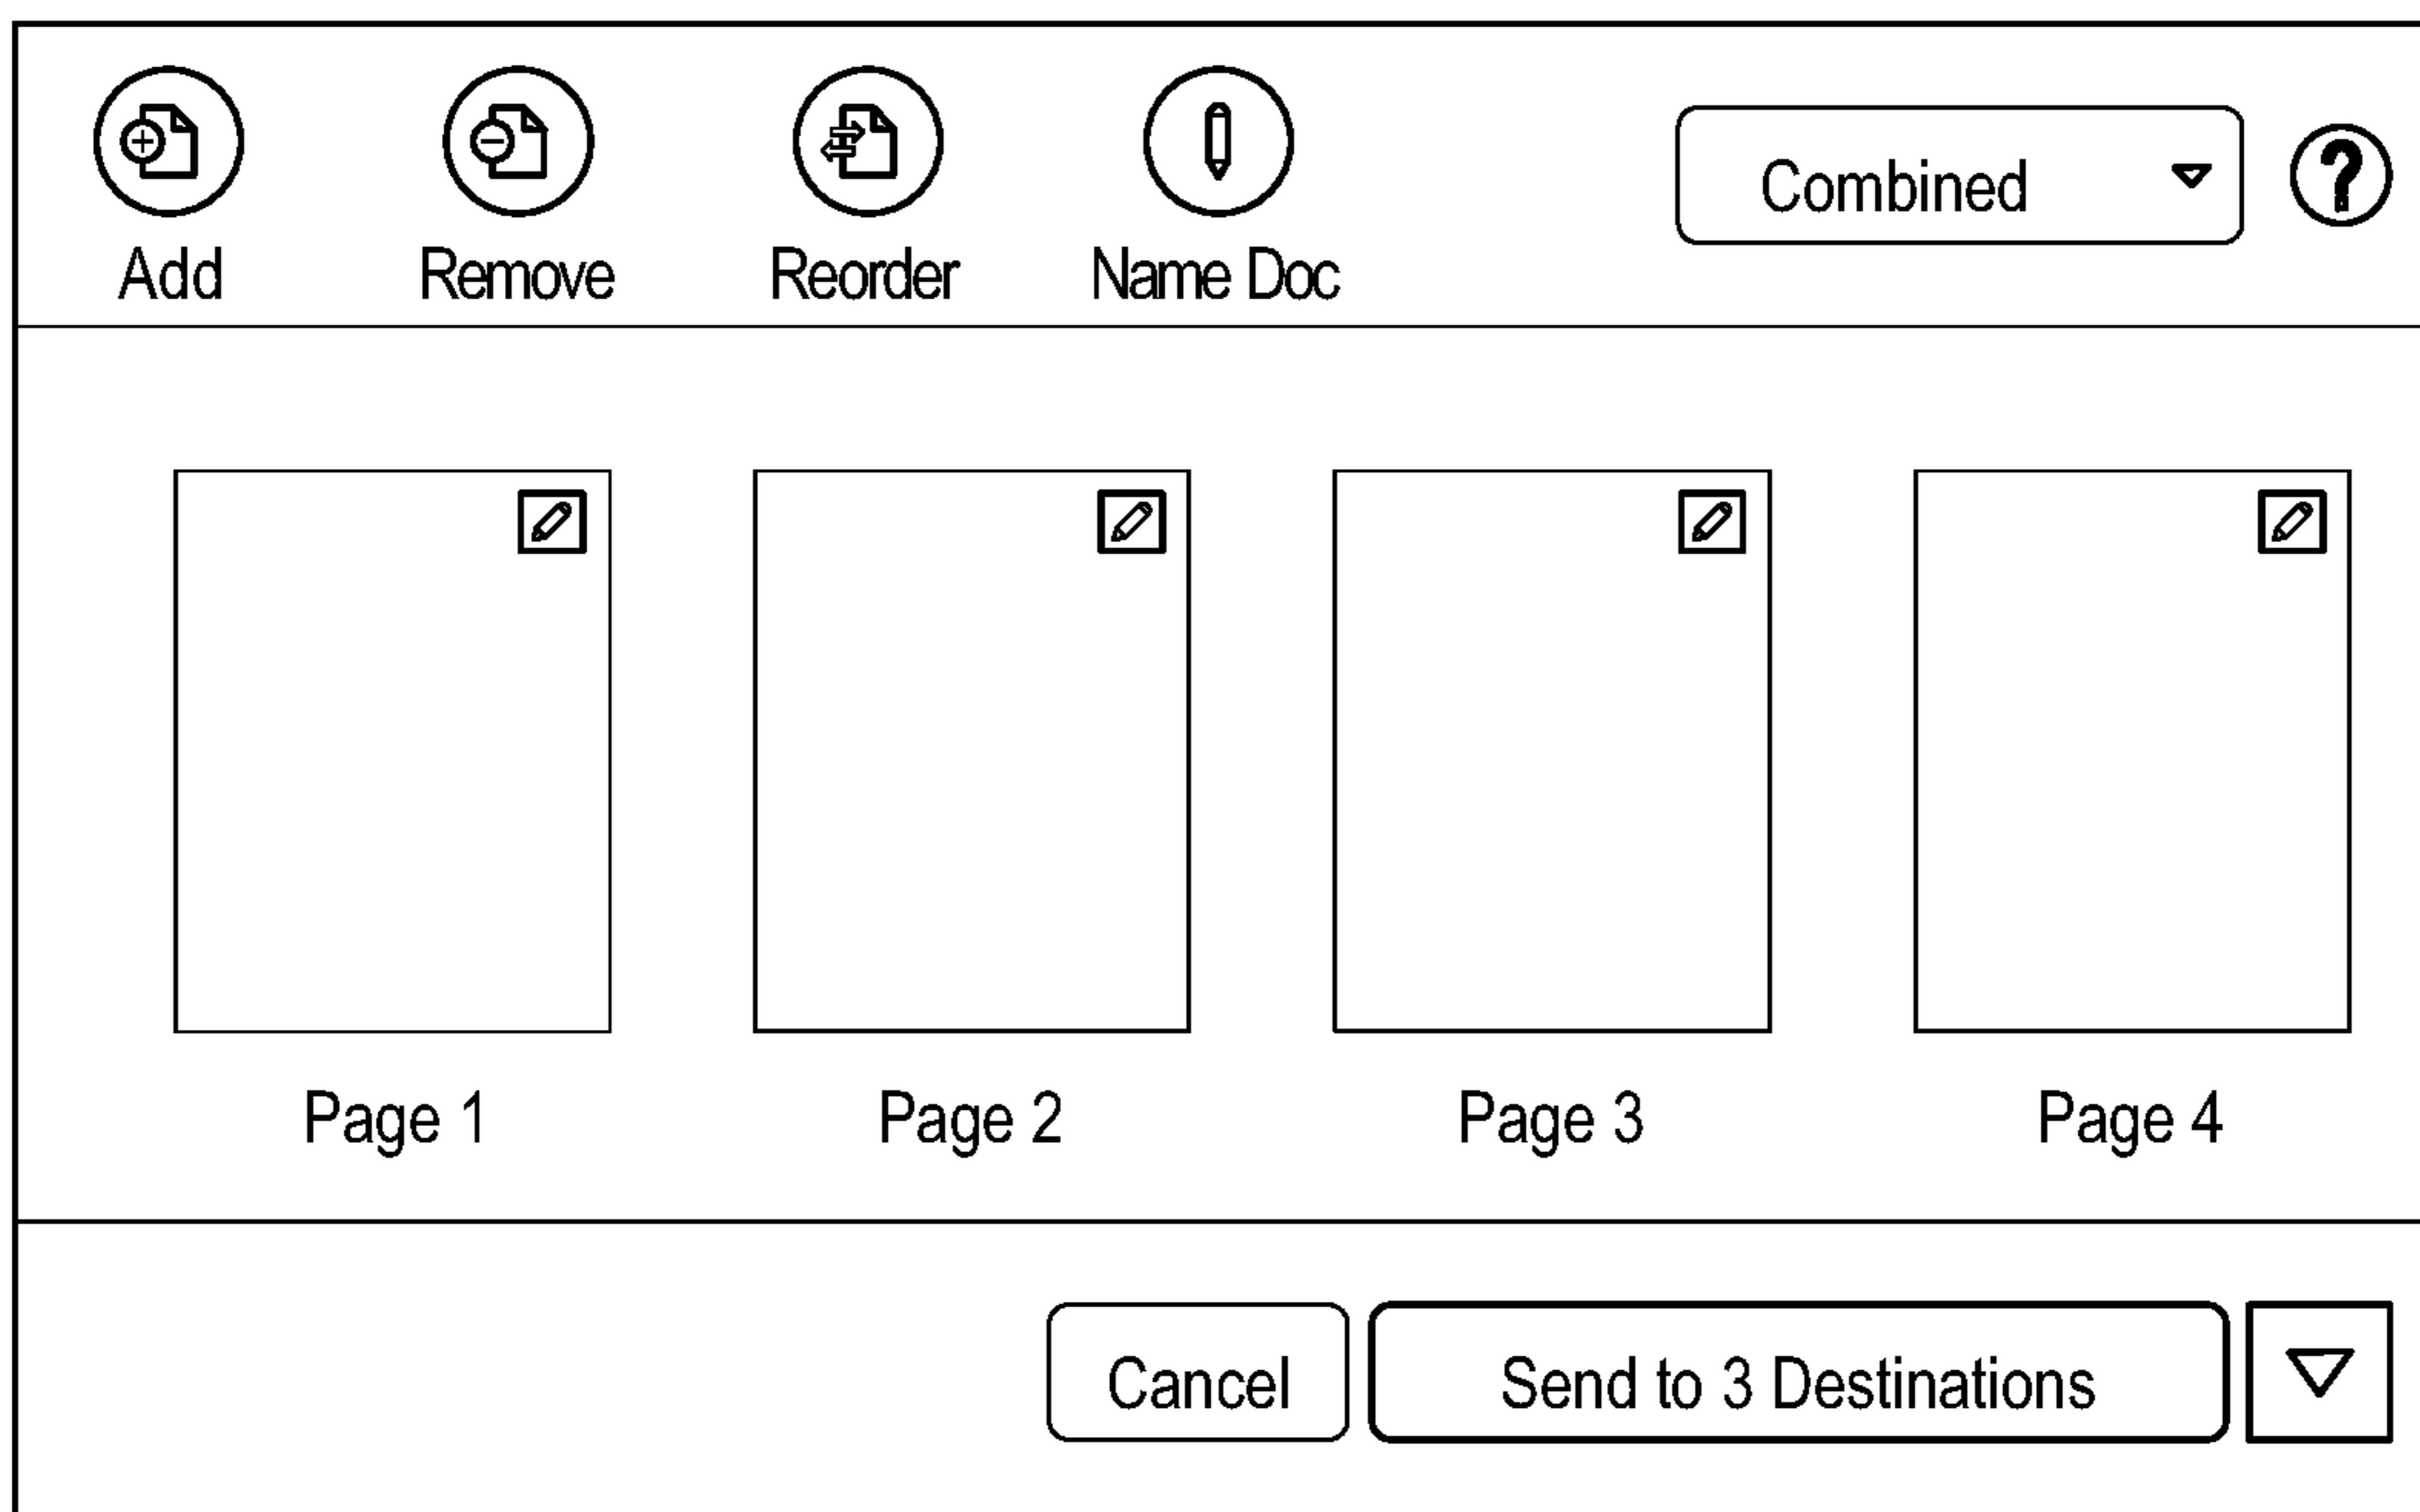 Add Remove Reorder Name Doc Combined ?
Page 1 Page 2 Page 3 Page 4
Cancel Send to 3 Destinations